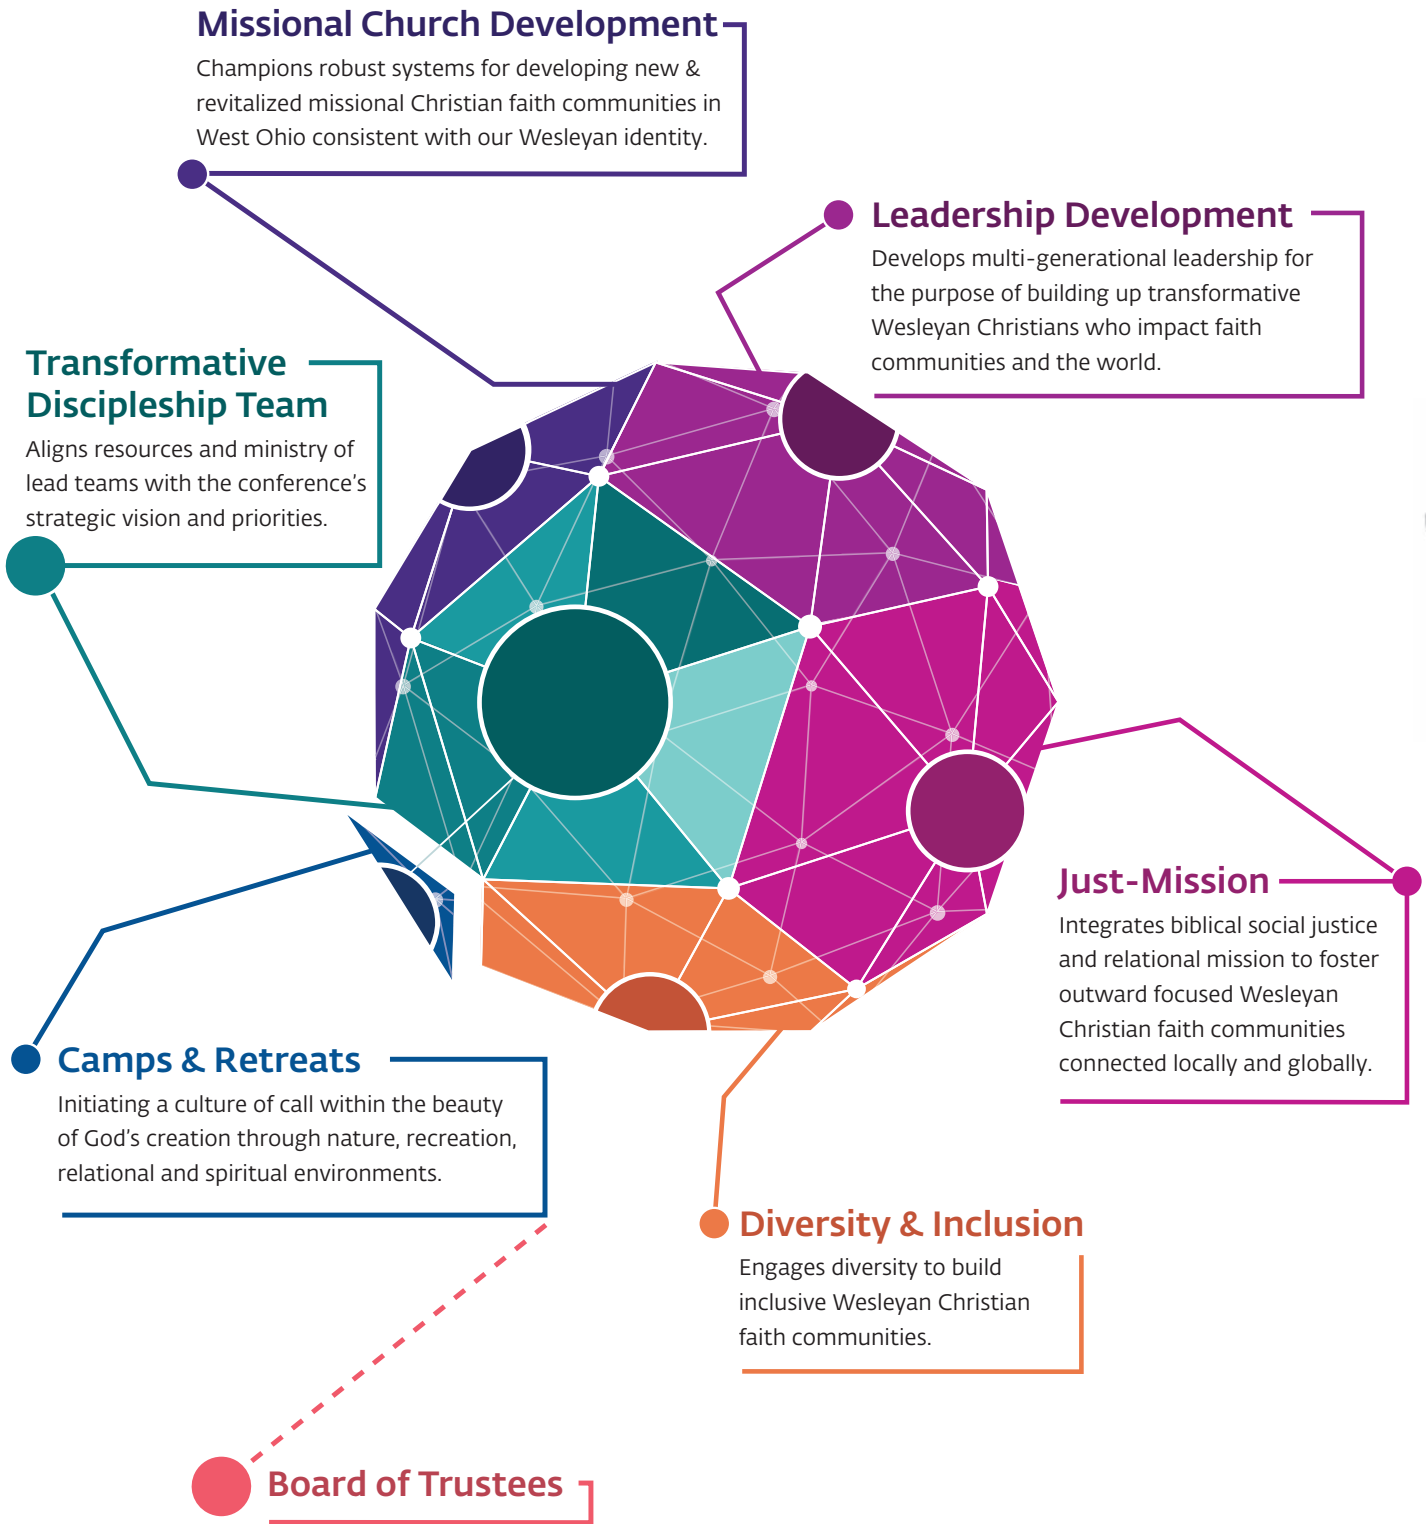 Missional Church Development
Champions robust systems for developing new &
revitalized missional Christian faith communities in
West Ohio consistent with our Wesleyan identity.
Leadership Development
Develops multi-generational leadership for
the purpose of building up transformative
Wesleyan Christians who impact faith
communities and the world.
Transformative
Discipleship Team
Aligns resources and ministry of
lead teams with the conference's
strategic vision and priorities.
Just-Mission
Integrates biblical social justice
and relational mission to foster
outward focused Wesleyan
Christian faith communities
connected locally and globally.
Camps & Retreats
Initiating a culture of call within the beauty
of God's creation through nature, recreation,
relational and spiritual environments.
Diversity & Inclusion
Engages diversity to build
inclusive Wesleyan Christian
faith communities.
Board of Trustees